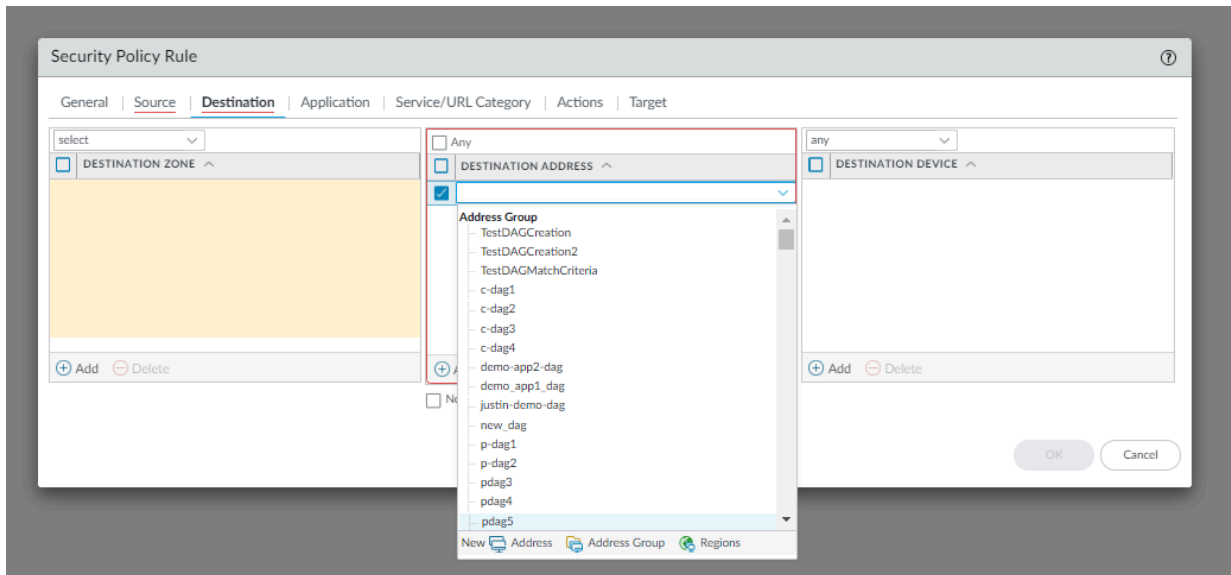 Security Policy Rule
General | Source | Destination | Application | Service/URL Category | Actions | Target
select
DESTINATION ZONE
Add Delete
Any
DESTINATION ADDRESS
Address Group
TestDAGCreation
TestDAGCreation2
TestDAGMatchCriteria
c-dag1
c-dag2
c-dag3
c-dag4
demo-app2-dag
demo_app1_dag
justin-demo-dag
new_dag
p-dag1
p-dag2
pdag3
pdag4
pdag5
New Address Address Group Regions
any
DESTINATION DEVICE
Add Delete
OK Cancel